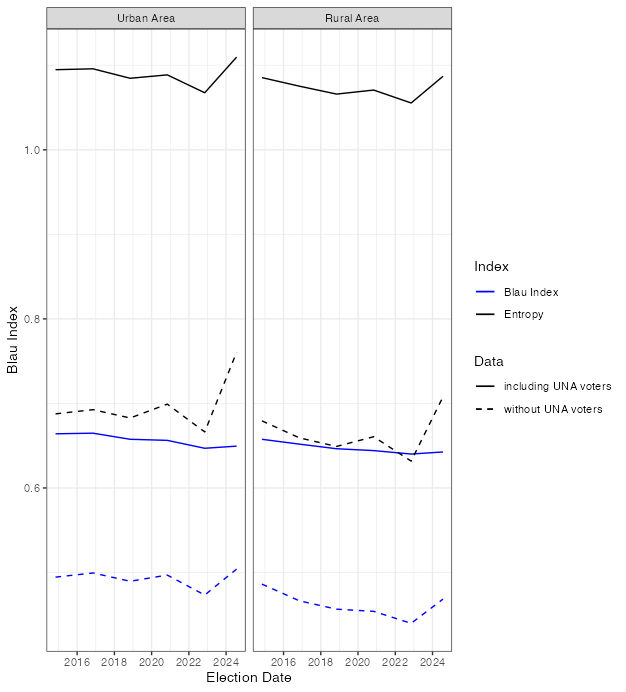 Urban Area Rural Area
1.0
0.8
0.6
Blau Index
2016 2018 2020 2022 2024 2016 2018 2020 2022 2024
Election Date
Index
Blau Index
Entropy
Data
including UNA voters
without UNA voters